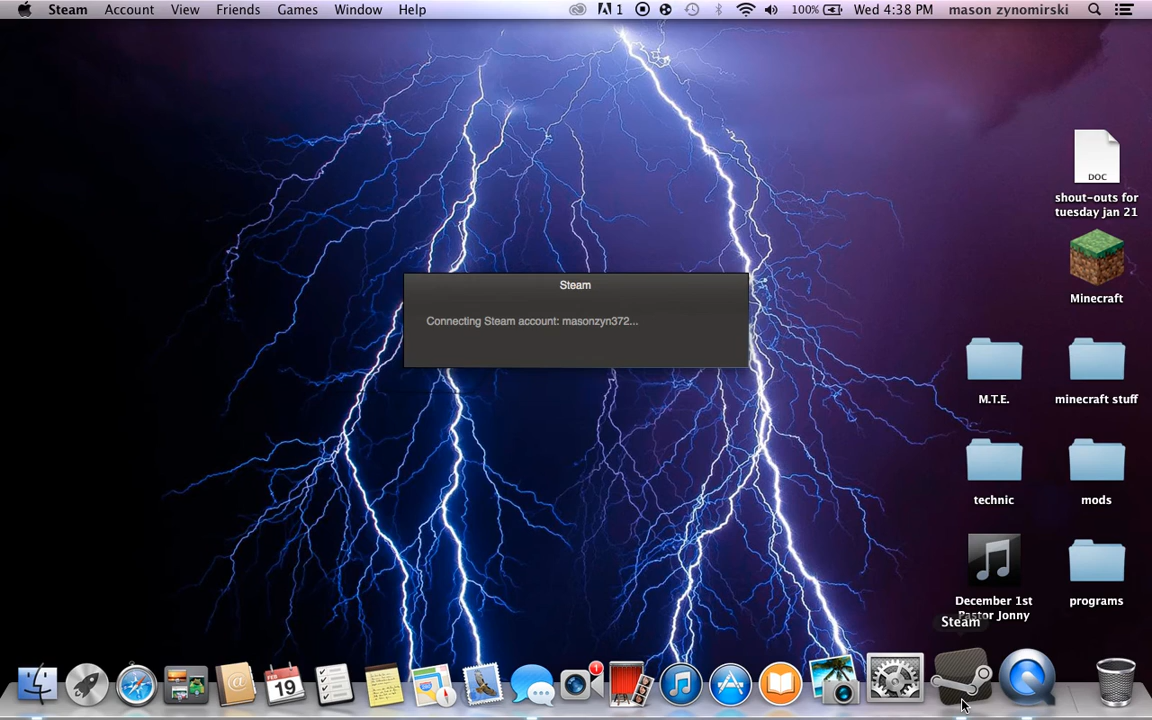 Steam Account View Friends Games Window Help 1 100% Wed 4:38 PM mason zynomirski
DOC
shout-outs for
tuesday jan 21
Minecraft
Steam
Connecting Steam account: masonzyn372...
M.T.E.
minecraft stuff
technic
mods
December 1st
Pastor Jonny
programs
Steam
FEB
19
1